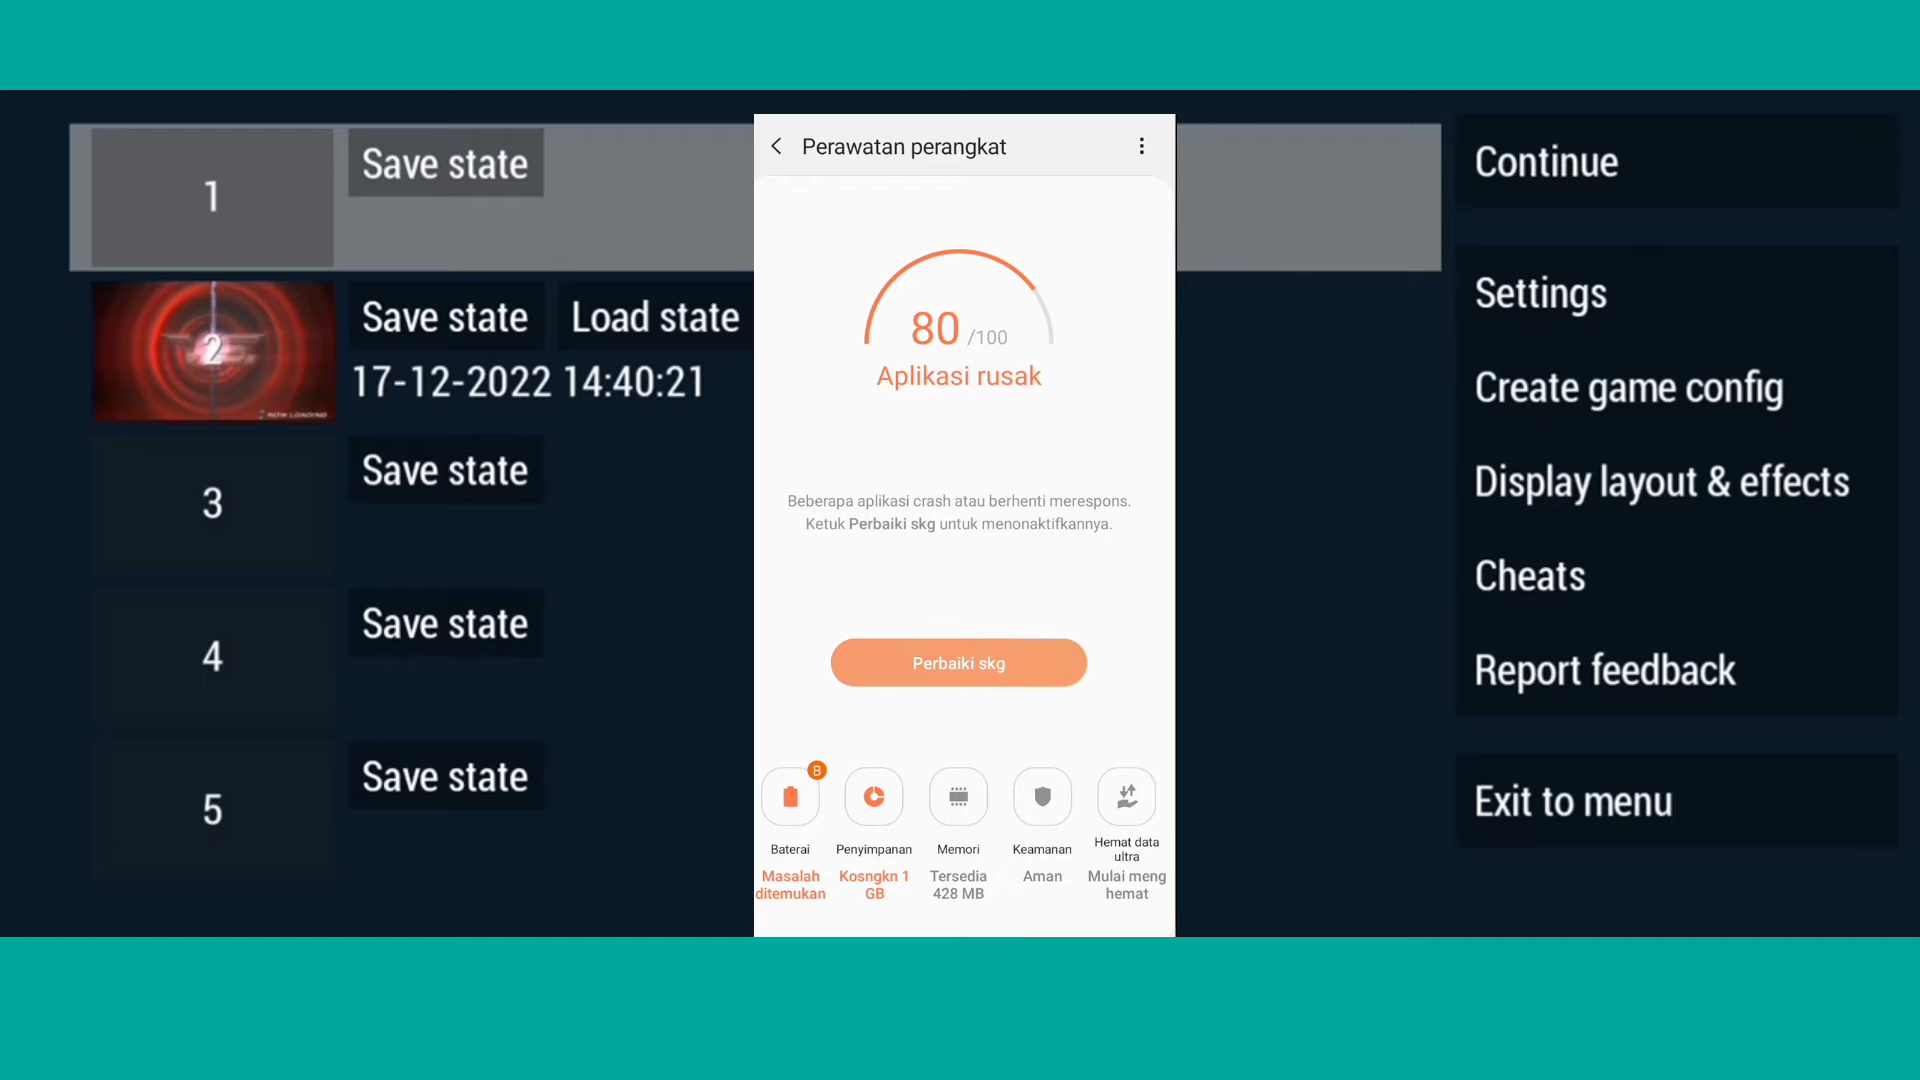 1
Save state
2
Save state
Load state
17-12-2022 14:40:21
NOW LOADING
3
Save state
4
Save state
5
Save state
Perawatan perangkat
80 /100
Aplikasi rusak
Beberapa aplikasi crash atau berhenti merespons.
Ketuk Perbaiki skg untuk menonaktifkannya.
Perbaiki skg
B
Baterai
Masalah
ditemukan
Penyimpanan
Kosngkn 1
GB
Memori
Tersedia
428 MB
Keamanan
Aman
Hemat data
ultra
Mulai meng
hemat
Continue
Settings
Create game config
Display layout & effects
Cheats
Report feedback
Exit to menu